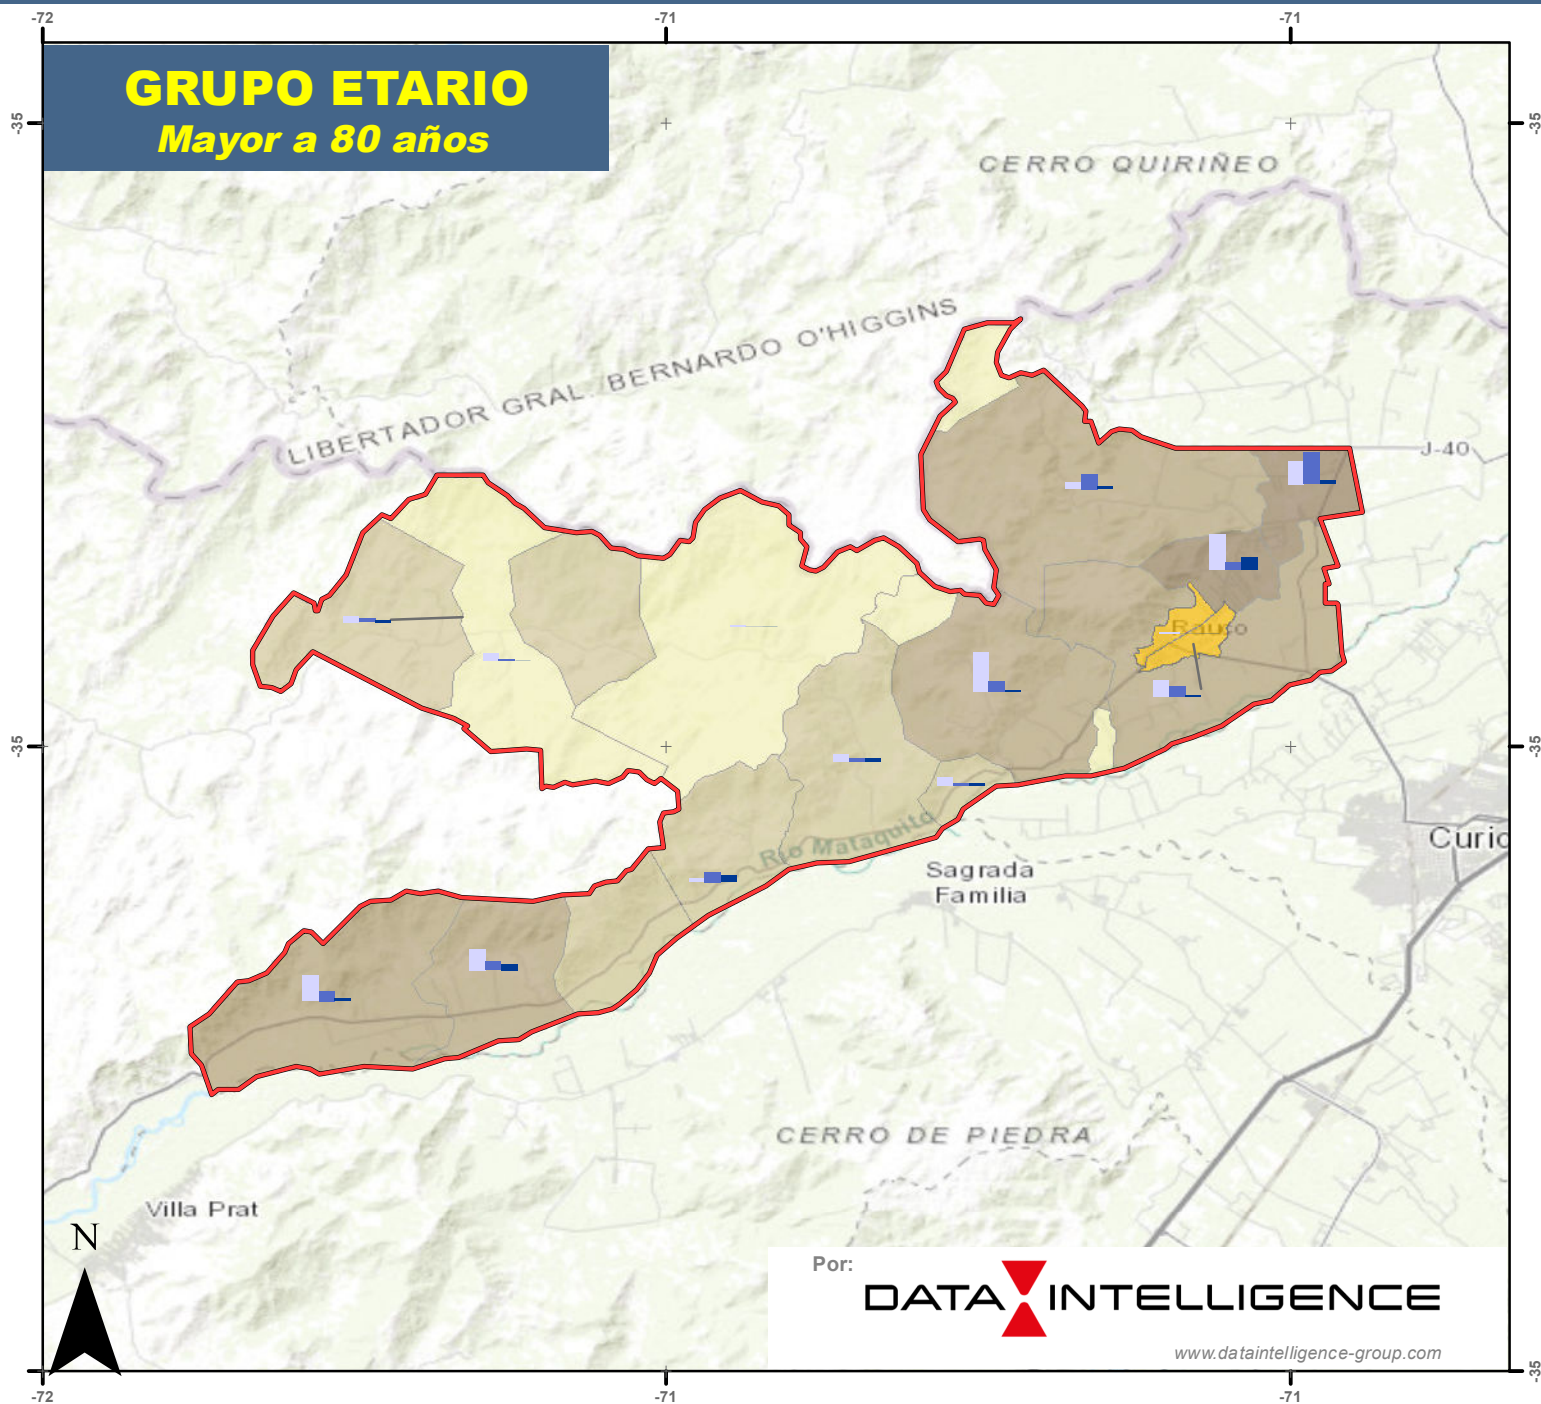 -72
-71
-71
GRUPO ETARIO
Mayor a 80 años
-35
-35
CERRO QUIRIÑEO
LIBERTADOR GRAL. BERNARDO O'HIGGINS
J-40
Rauco
-35
-35
Río Mataquito
Curic
Sagrada
Familia
CERRO DE PIEDRA
Villa Prat
N
Por:
DATA INTELLIGENCE
www.dataintelligence-group.com
-35
-72
-71
-71